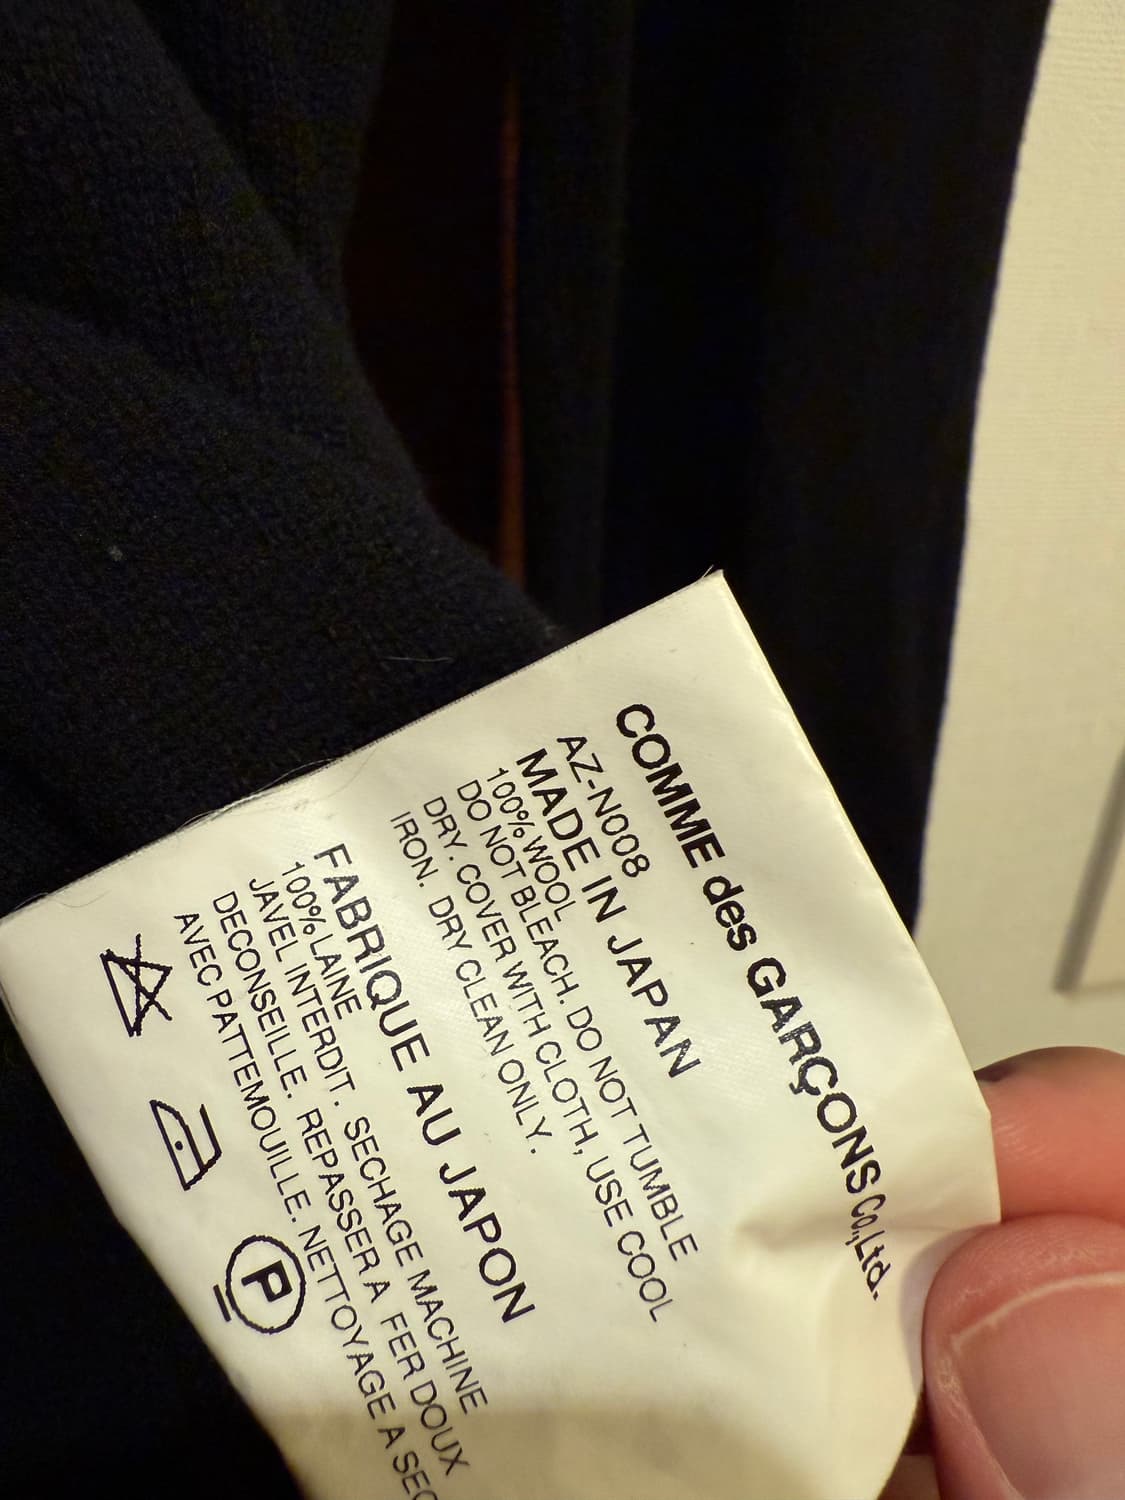 COMME des GARÇONS Co.,Ltd.
AZ-N008
MADE IN JAPAN
100% WOOL
DO NOT BLEACH. DO NOT TUMBLE
DRY. COVER WITH CLOTH, USE COOL
IRON. DRY CLEAN ONLY.
FABRIQUE AU JAPON
100% LAINE
JAVEL INTERDIT. SECHAGE MACHINE
DECONSEILLE. REPASSER A FER DOUX
AVEC PATTEMOUILLE. NETTOYAGE A SEC
P